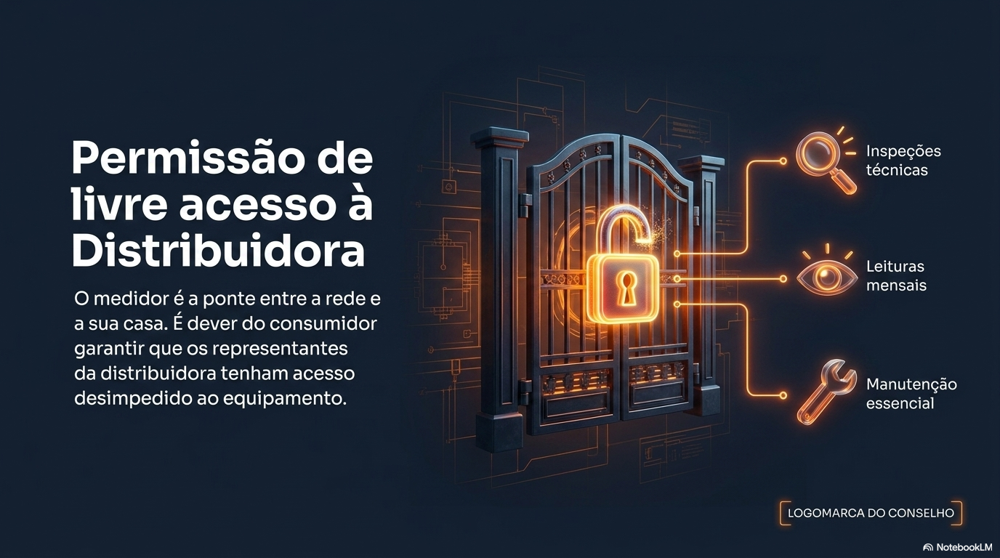 Permissão de
livre acesso à
Distribuidora
O medidor é a ponte entre a rede e
a sua casa. É dever do consumidor
garantir que os representantes
da distribuidora tenham acesso
desimpedido ao equipamento.
Inspeções
técnicas
Leituras
mensais
Manutenção
essencial
LOGOMARCA DO CONSELHO
NotebookLM